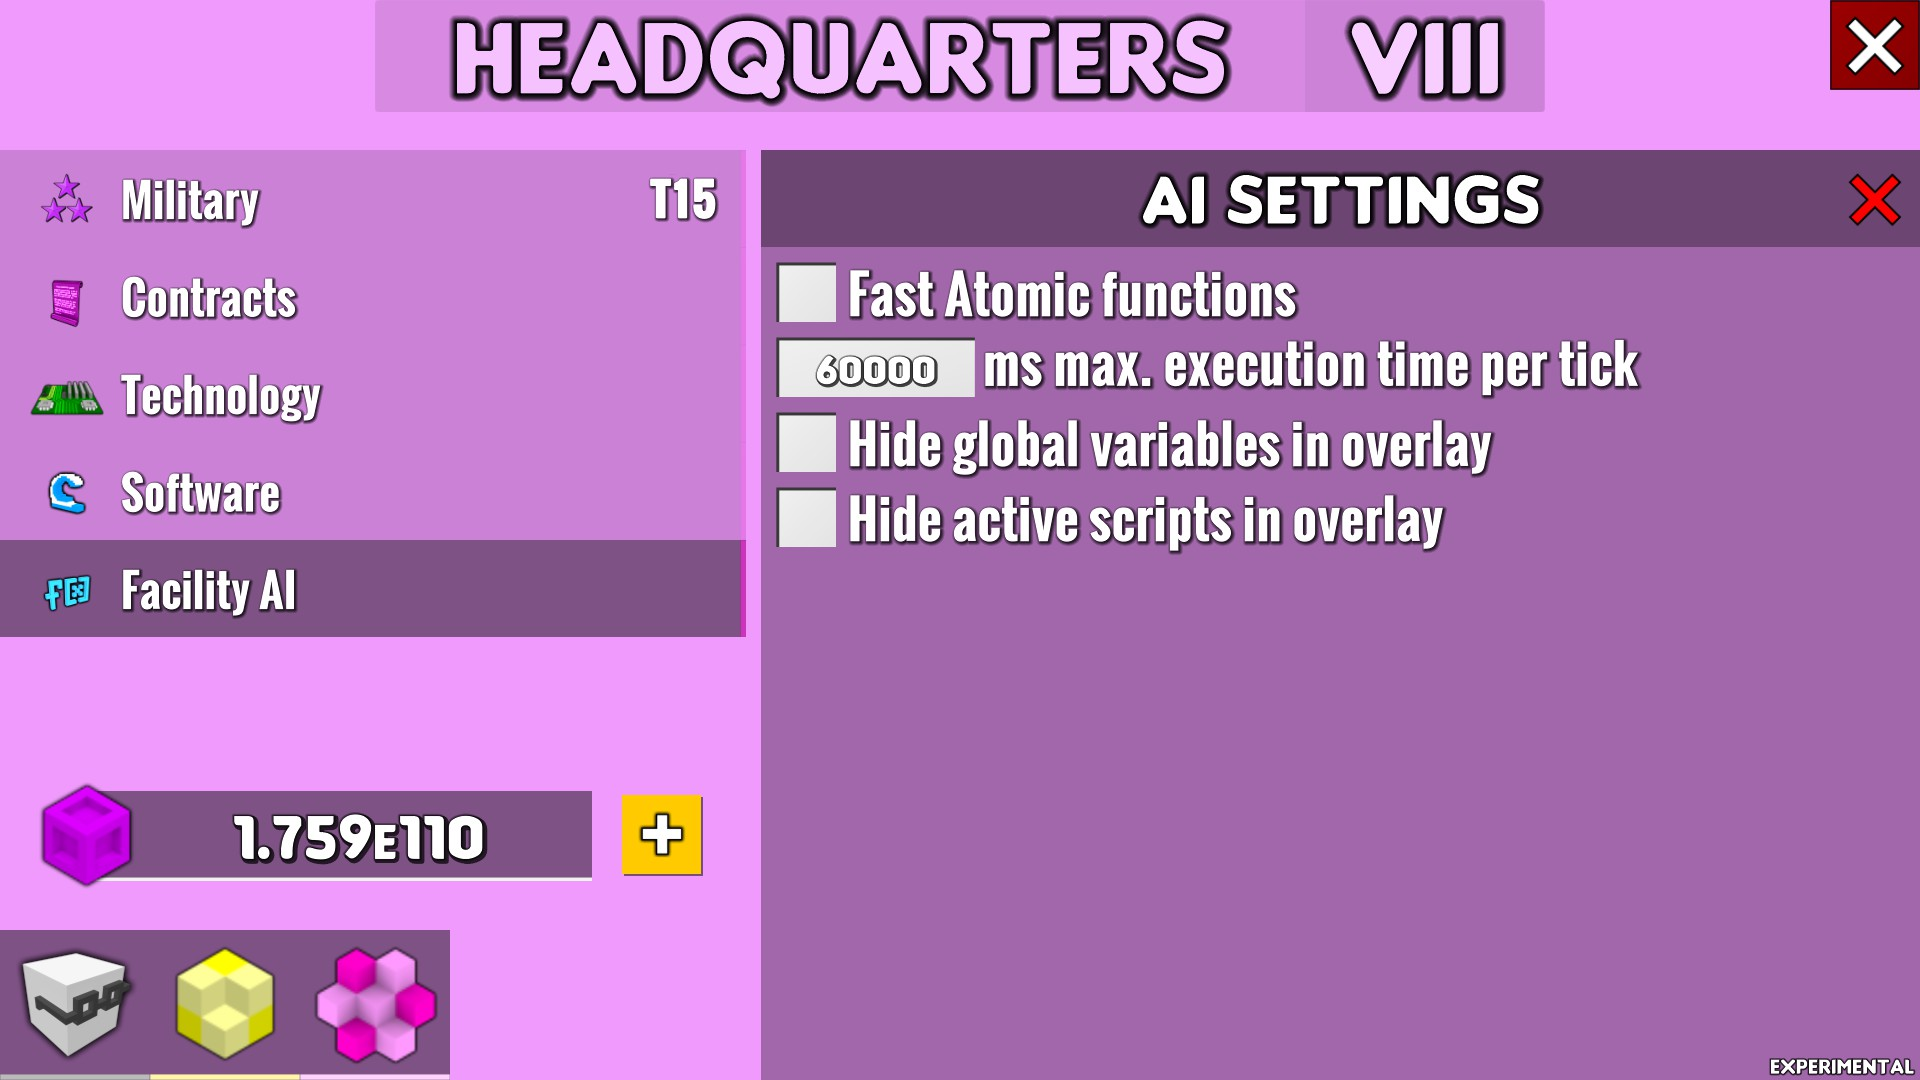 HEADQUARTERS VIII
Military T15
Contracts
Technology
Software
Facility AI
1.759E110
AI SETTINGS
Fast Atomic functions
60000 ms max. execution time per tick
Hide global variables in overlay
Hide active scripts in overlay
EXPERIMENTAL